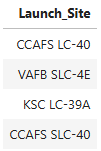 Launch_Site
CCAFS LC-40
VAFB SLC-4E
KSC LC-39A
CCAFS SLC-40